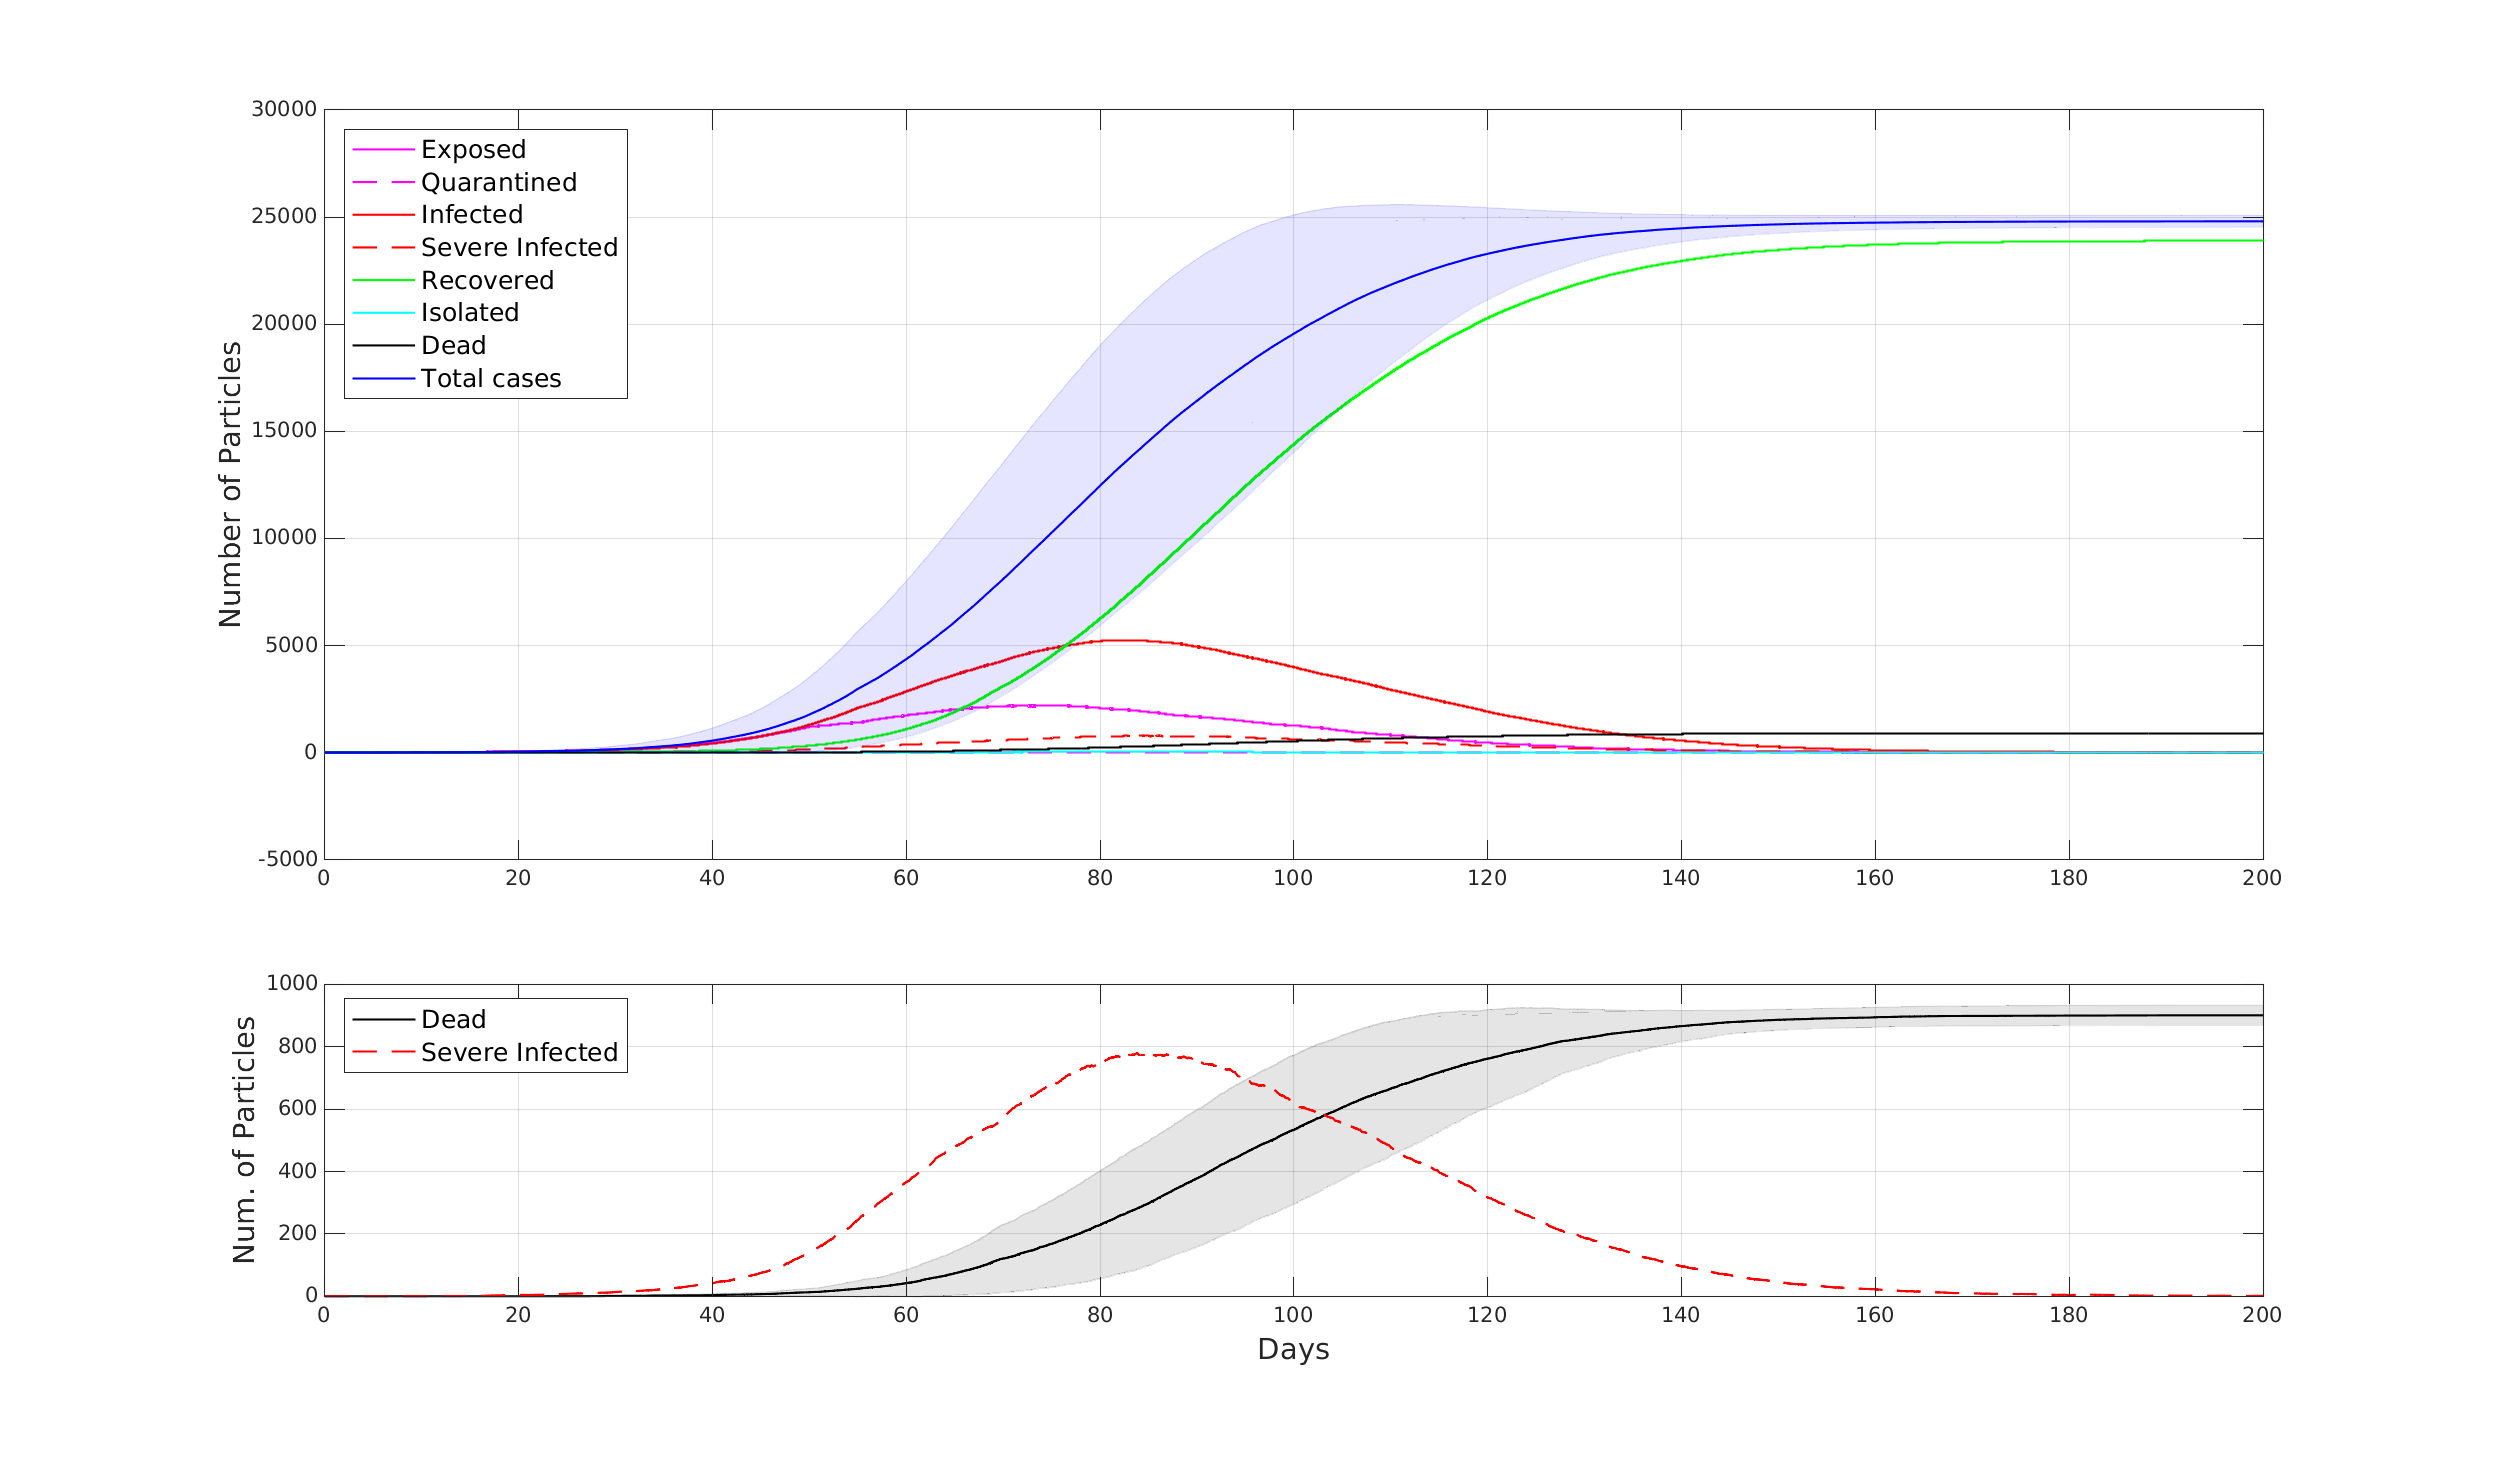 30000
25000
20000
15000
10000
5000
0
-5000
Number of Particles
Exposed
Quarantined
Infected
Severe Infected
Recovered
Isolated
Dead
Total cases
0 20 40 60 80 100 120 140 160 180 200
1000
800
600
400
200
0
Num. of Particles
Dead
Severe Infected
0 20 40 60 80 100 120 140 160 180 200
Days